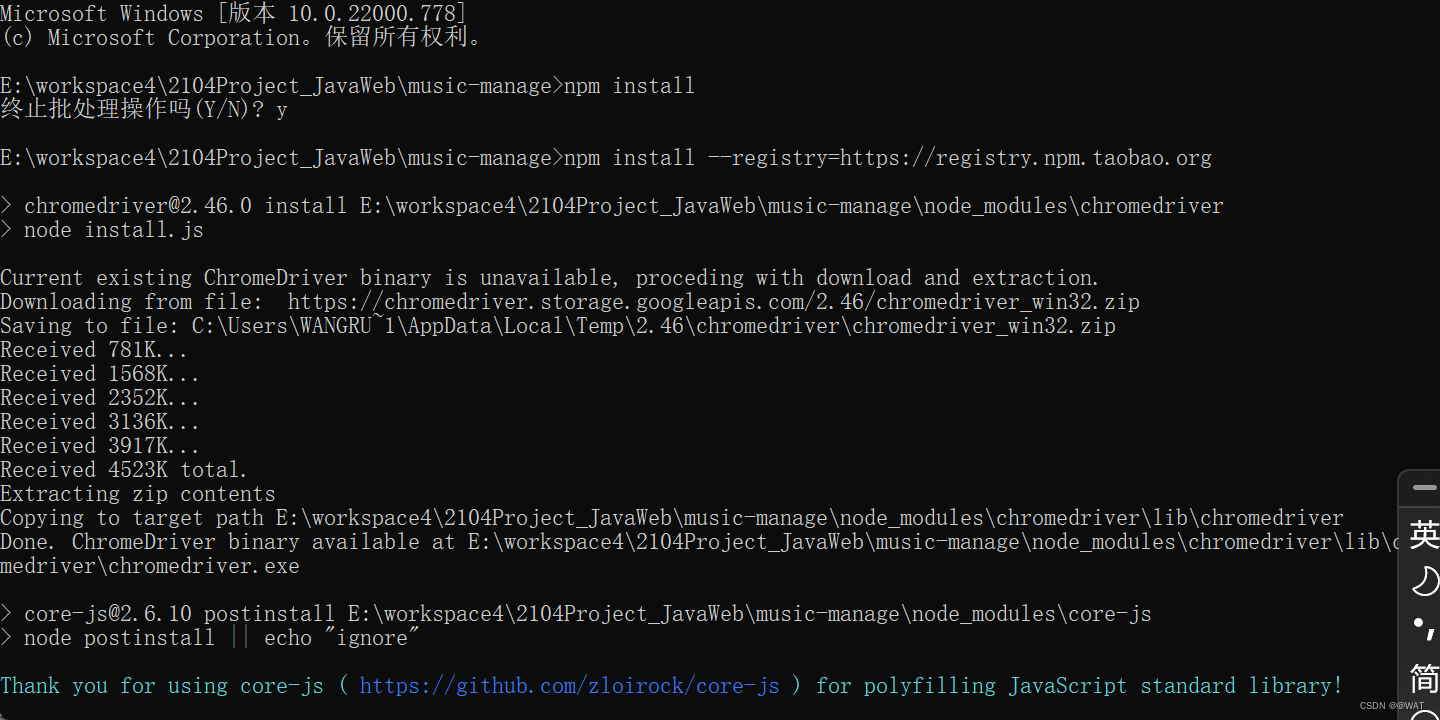 Microsoft Windows [版本 10.0.22000.778]
(c) Microsoft Corporation。保留所有权利。
E:\workspace4\2104Project_JavaWeb\music-manage>npm install
终止批处理操作吗(Y/N)? y
E:\workspace4\2104Project_JavaWeb\music-manage>npm install --registry=https://registry.npm.taobao.org
> chromedriver@2.46.0 install E:\workspace4\2104Project_JavaWeb\music-manage\node_modules\chromedriver
> node install.js
Current existing ChromeDriver binary is unavailable, proceding with download and extraction.
Downloading from file:  https://chromedriver.storage.googleapis.com/2.46/chromedriver_win32.zip
Saving to file: C:\Users\WANGRU~1\AppData\Local\Temp\2.46\chromedriver\chromedriver_win32.zip
Received 781K...
Received 1568K...
Received 2352K...
Received 3136K...
Received 3917K...
Received 4523K total.
Extracting zip contents
Copying to target path E:\workspace4\2104Project_JavaWeb\music-manage\node_modules\chromedriver\lib\chromedriver
Done. ChromeDriver binary available at E:\workspace4\2104Project_JavaWeb\music-manage\node_modules\chromedriver\lib\c
medriver\chromedriver.exe
> core-js@2.6.10 postinstall E:\workspace4\2104Project_JavaWeb\music-manage\node_modules\core-js
> node postinstall || echo "ignore"
Thank you for using core-js ( https://github.com/zloirock/core-js ) for polyfilling JavaScript standard library!
英
•,
简
CSDN @@WAT